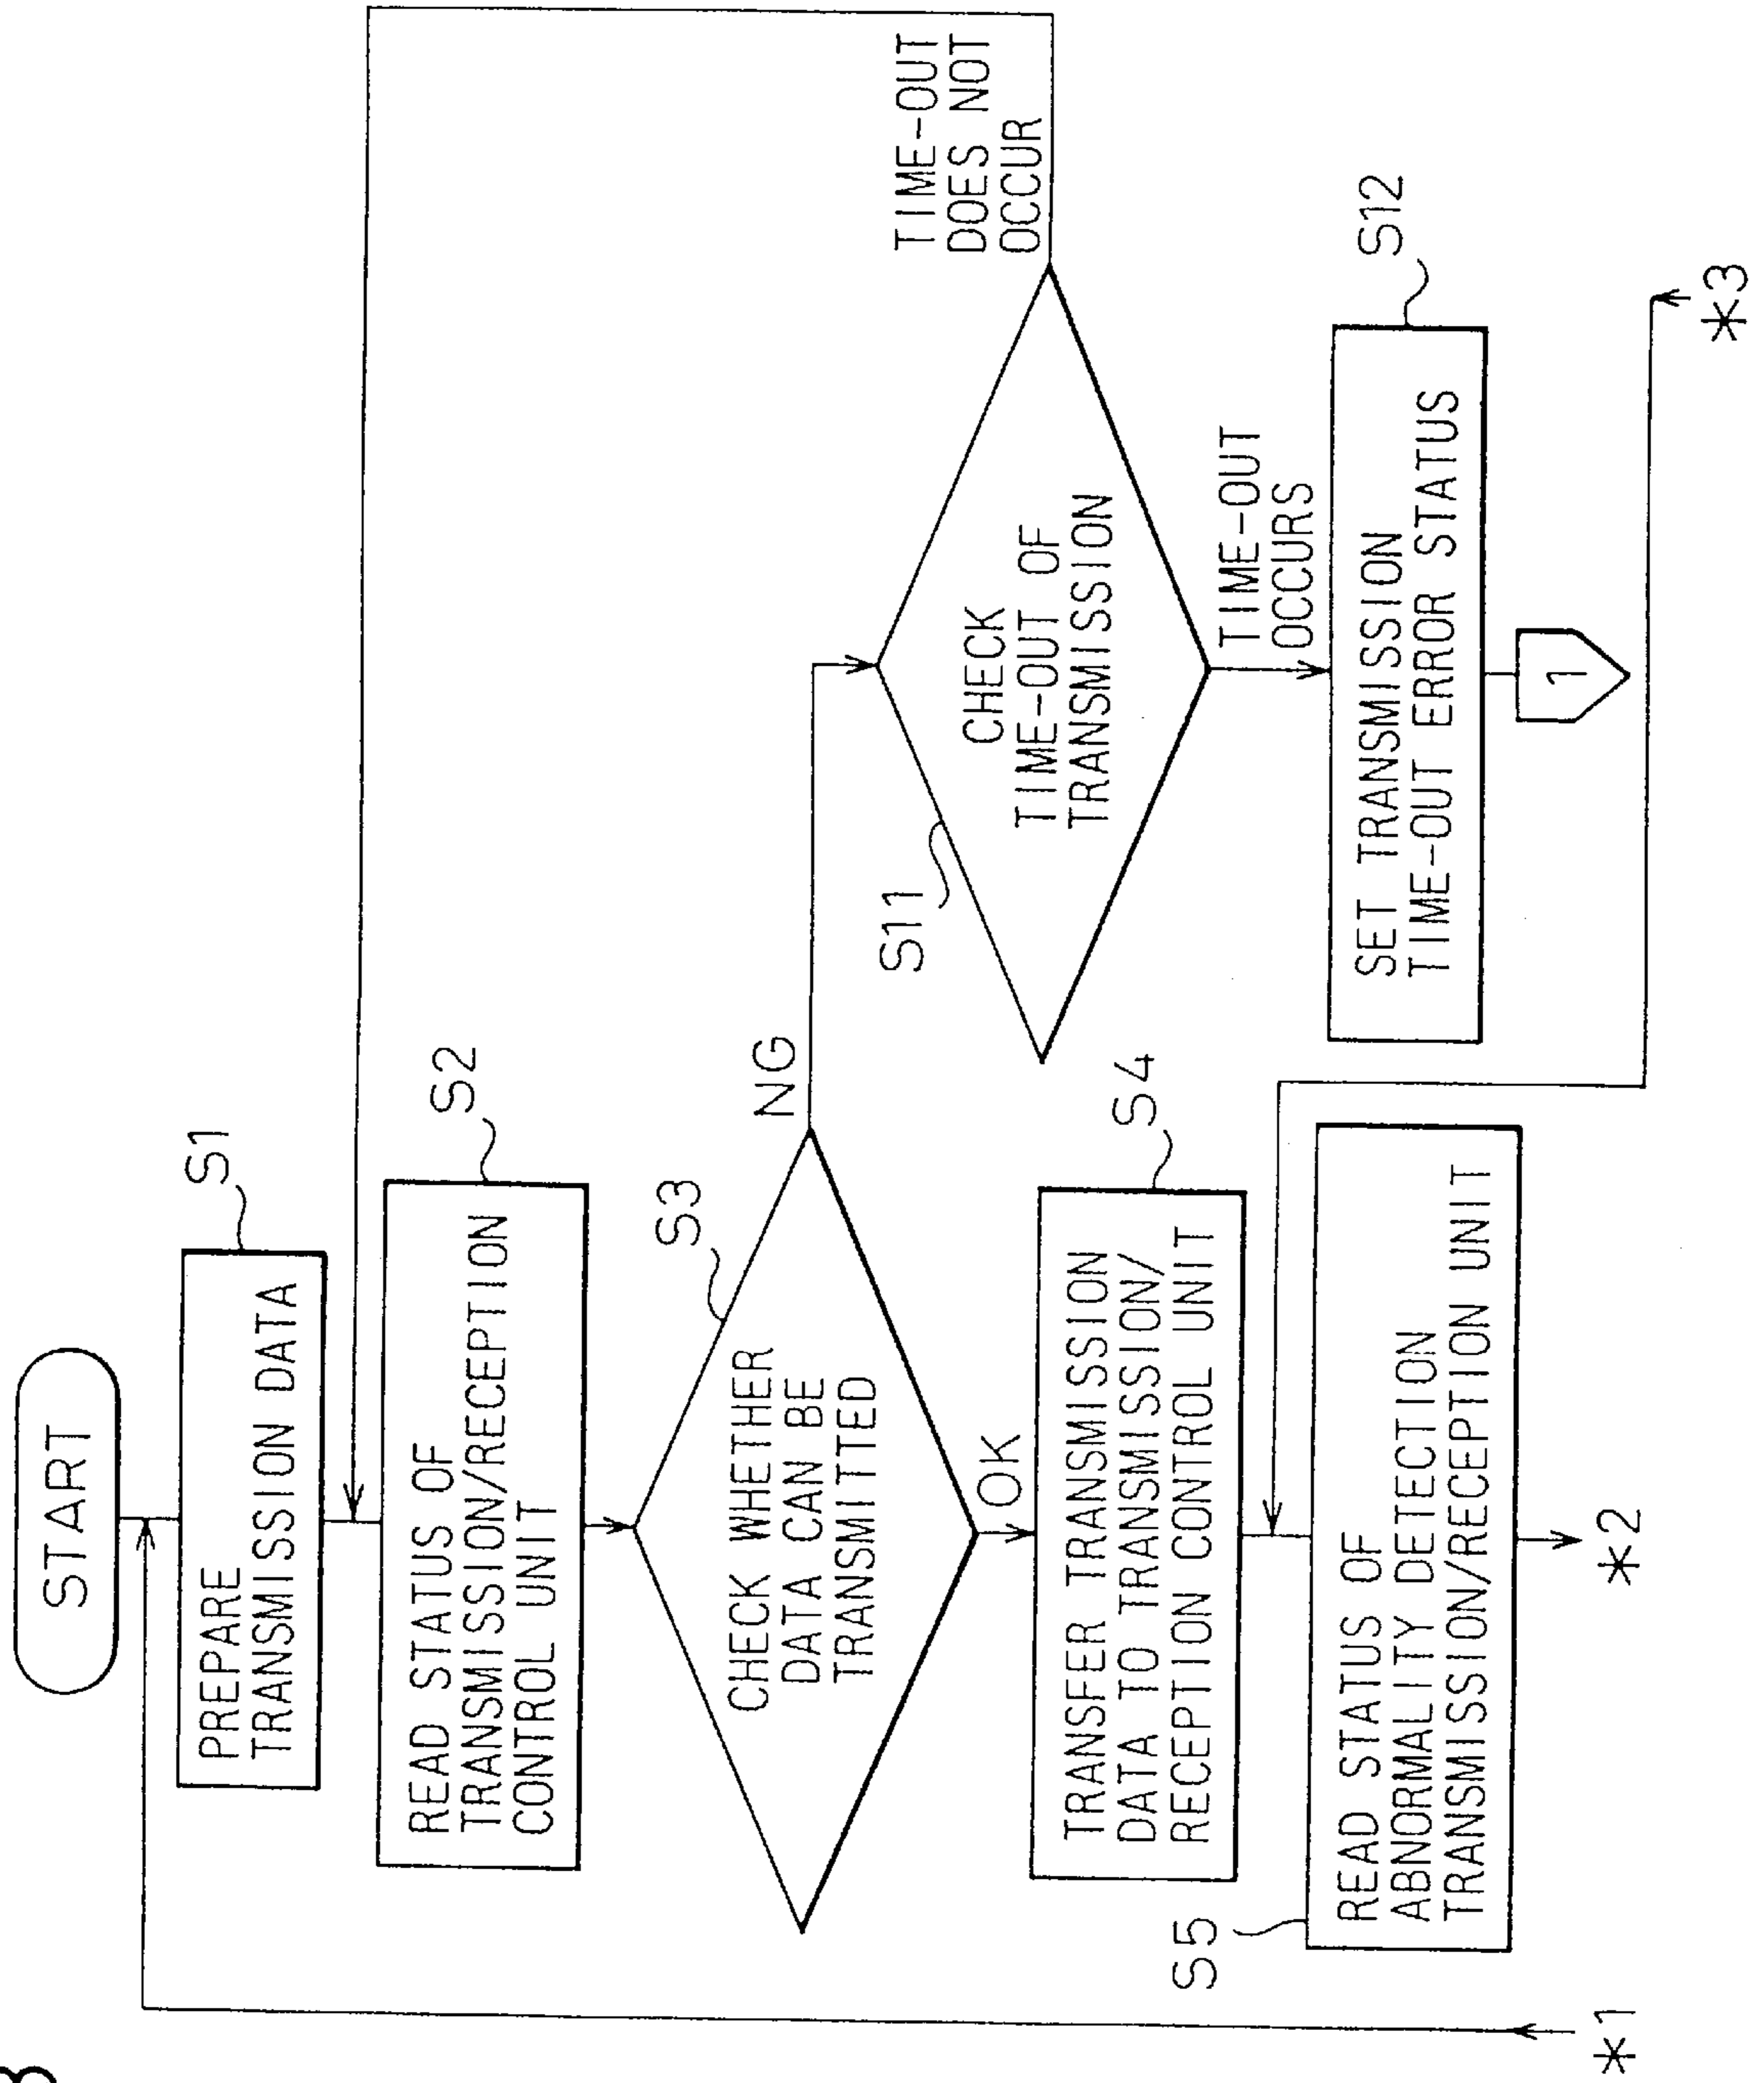 START
S1
PREPARE
TRANSMISSION DATA
S2
READ STATUS OF
TRANSMISSION/RECEPTION
CONTROL UNIT
S3
CHECK WHETHER
DATA CAN BE
TRANSMITTED
NG
OK
S4
TRANSFER TRANSMISSION
DATA TO TRANSMISSION/
RECEPTION CONTROL UNIT
S5
READ STATUS OF
ABNORMALITY DETECTION
TRANSMISSION/RECEPTION UNIT
S11
CHECK
TIME-OUT OF
TRANSMISSION
TIME-OUT
DOES NOT
OCCUR
TIME-OUT
OCCURS
S12
SET TRANSMISSION
TIME-OUT ERROR STATUS
1
*1
*2
*3